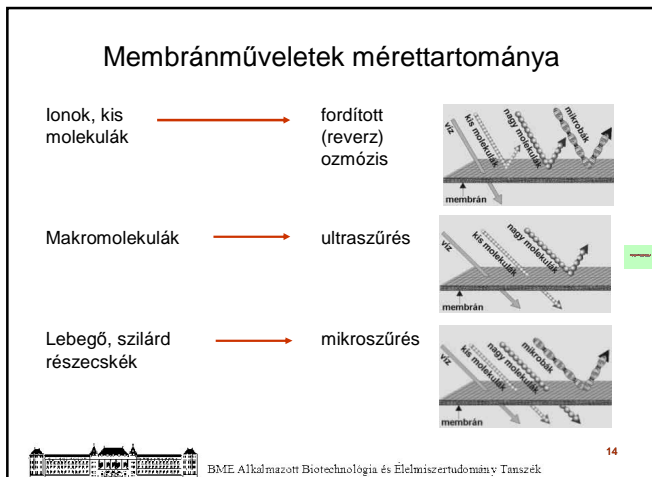 Membránműveletek mérettartománya
Ionok, kis
molekulák
fordított
(reverz)
ozmózis
víz
kis molekulák
nagy molekulák
mikrobák
membrán
Makromolekulák
ultraszűrés
víz
kis molekulák
nagy molekulák
membrán
Lebegő, szilárd
részecskék
mikroszűrés
víz
kis molekulák
nagy molekulák
mikrobák
membrán
14
BME Alkalmazott Biotechnológia és Élelmiszertudomány Tanszék